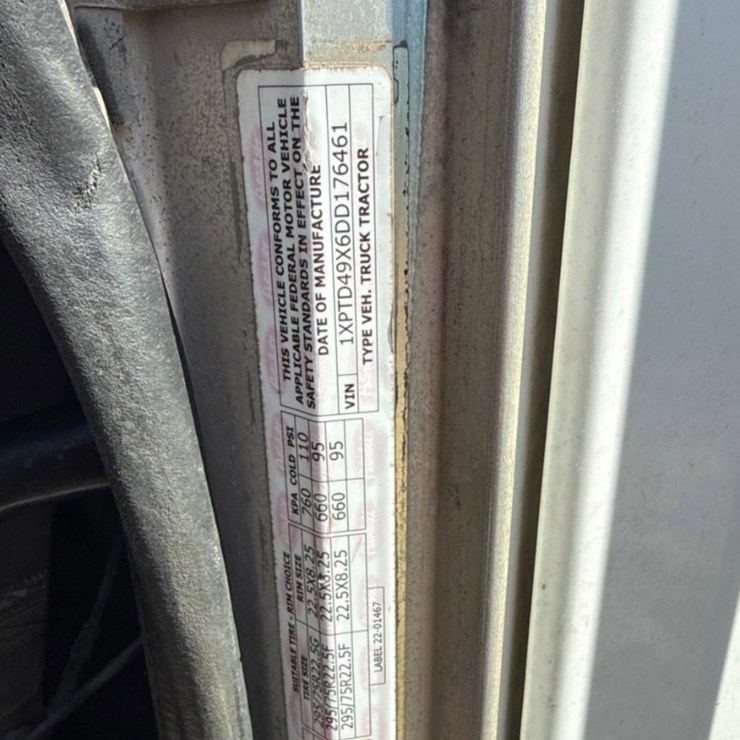 THIS VEHICLE CONFORMS TO ALL
APPLICABLE FEDERAL MOTOR VEHICLE
SAFETY STANDARDS IN EFFECT ON THE
DATE OF MANUFACTURE
VIN 1XPTD49X6DD176461
TYPE VEH. TRUCK TRACTOR
SUITABLE TIRE - RIM CHOICE
TIRE SIZE RIM SIZE KPA COLD PSI
295/75R22.5G 22.5X8.25 760 110
295/75R22.5F 22.5X8.25 660 95
295/75R22.5F 22.5X8.25 660 95
LABEL 22-01467